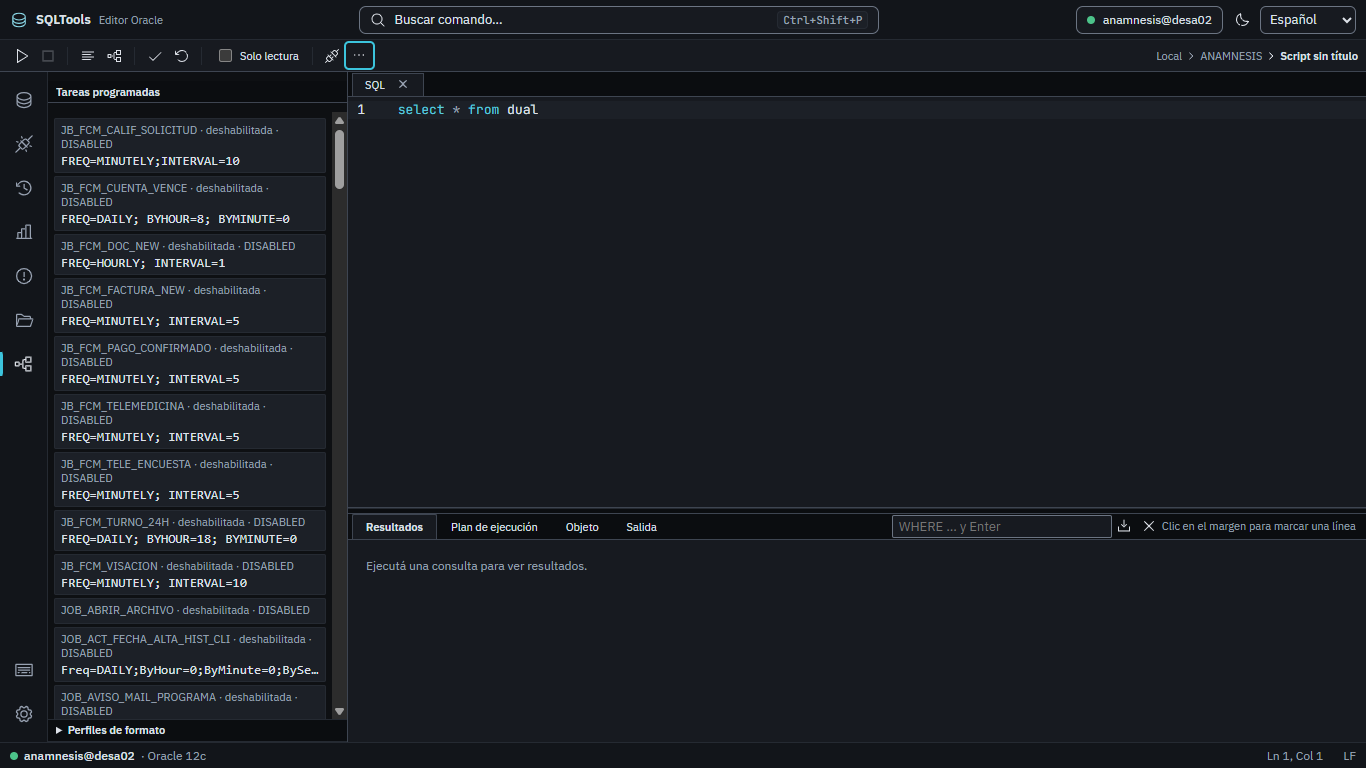 SQLTools Editor Oracle
Buscar comando... Ctrl+Shift+P
anamnesis@desa02
Español
Solo lectura
...
Local > ANAMNESIS > Script sin título
Tareas programadas
JB_FCM_CALIF_SOLICITUD · deshabilitada ·
DISABLED
FREQ=MINUTELY;INTERVAL=10
JB_FCM_CUENTA_VENCE · deshabilitada ·
DISABLED
FREQ=DAILY; BYHOUR=8; BYMINUTE=0
JB_FCM_DOC_NEW · deshabilitada · DISABLED
FREQ=HOURLY; INTERVAL=1
JB_FCM_FACTURA_NEW · deshabilitada ·
DISABLED
FREQ=MINUTELY; INTERVAL=5
JB_FCM_PAGO_CONFIRMADO · deshabilitada ·
DISABLED
FREQ=MINUTELY; INTERVAL=5
JB_FCM_TELEMEDICINA · deshabilitada ·
DISABLED
FREQ=MINUTELY; INTERVAL=5
JB_FCM_TELE_ENCUESTA · deshabilitada ·
DISABLED
FREQ=MINUTELY; INTERVAL=5
JB_FCM_TURNO_24H · deshabilitada · DISABLED
FREQ=DAILY; BYHOUR=18; BYMINUTE=0
JB_FCM_VISACION · deshabilitada · DISABLED
FREQ=MINUTELY; INTERVAL=10
JOB_ABRIR_ARCHIVO · deshabilitada · DISABLED
JOB_ACT_FECHA_ALTA_HIST_CLI · deshabilitada ·
DISABLED
Freq=DAILY;ByHour=0;ByMinute=0;BySe…
JOB_AVISO_MAIL_PROGRAMA · deshabilitada ·
DISABLED
Perfiles de formato
SQL
1 select * from dual
Resultados Plan de ejecución Objeto Salida
WHERE ... y Enter
Clic en el margen para marcar una línea
Ejecutá una consulta para ver resultados.
anamnesis@desa02 · Oracle 12c
Ln 1, Col 1 LF